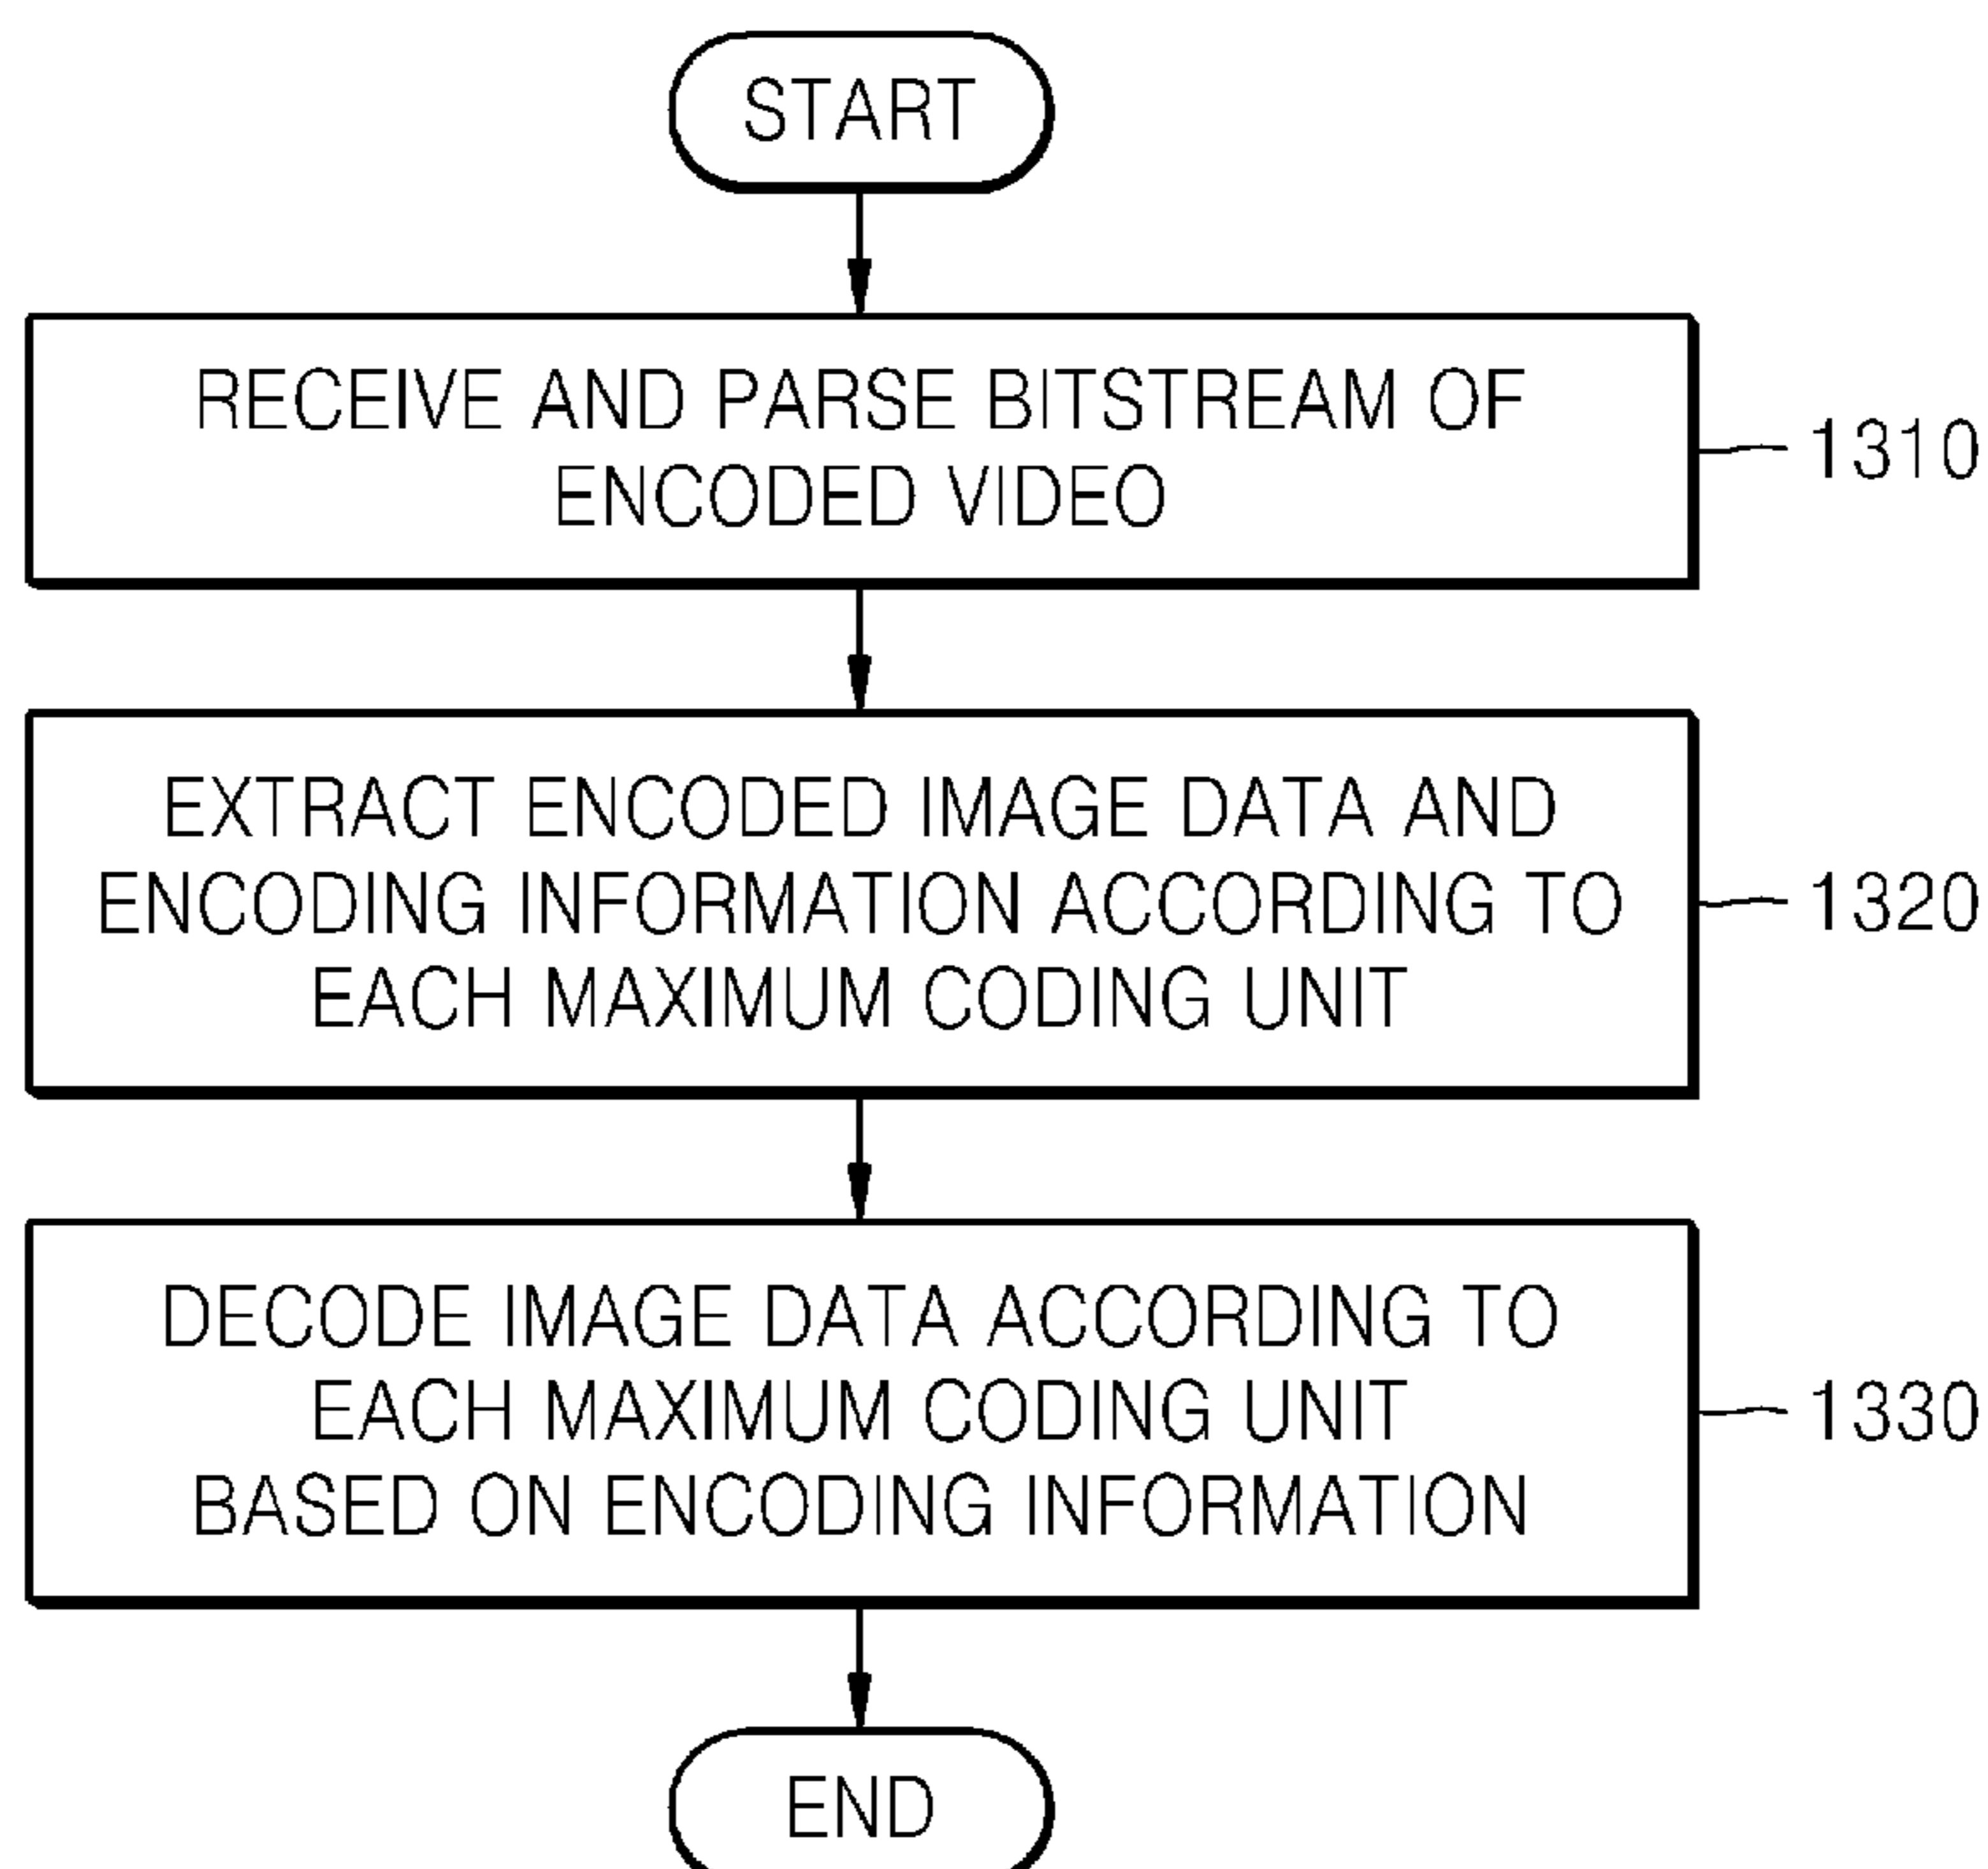 START
RECEIVE AND PARSE BITSTREAM OF
ENCODED VIDEO
1310
EXTRACT ENCODED IMAGE DATA AND
ENCODING INFORMATION ACCORDING TO
EACH MAXIMUM CODING UNIT
1320
DECODE IMAGE DATA ACCORDING TO
EACH MAXIMUM CODING UNIT
BASED ON ENCODING INFORMATION
1330
END